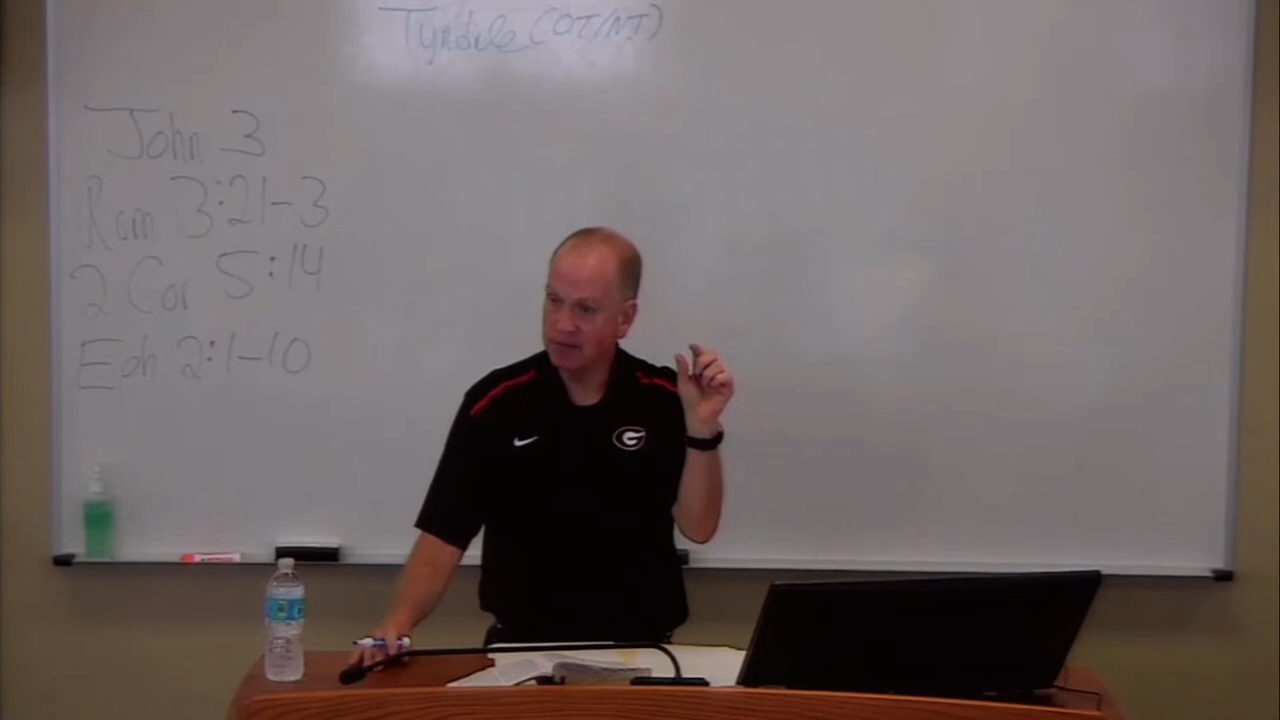 Tyndale (OT/NT)
John 3
Rom 3:21-3
2 Cor 5:14
Eph 2:1-10
G